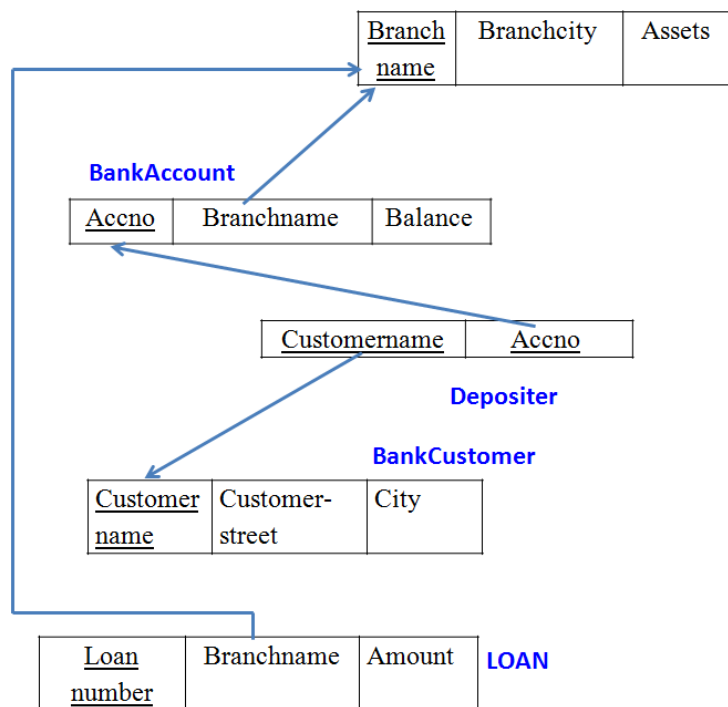 Branch Branchcity Assets
name
BankAccount
Accno Branchname Balance
Customername Accno
Depositer
BankCustomer
Customer Customer- City
name street
Loan Branchname Amount LOAN
number